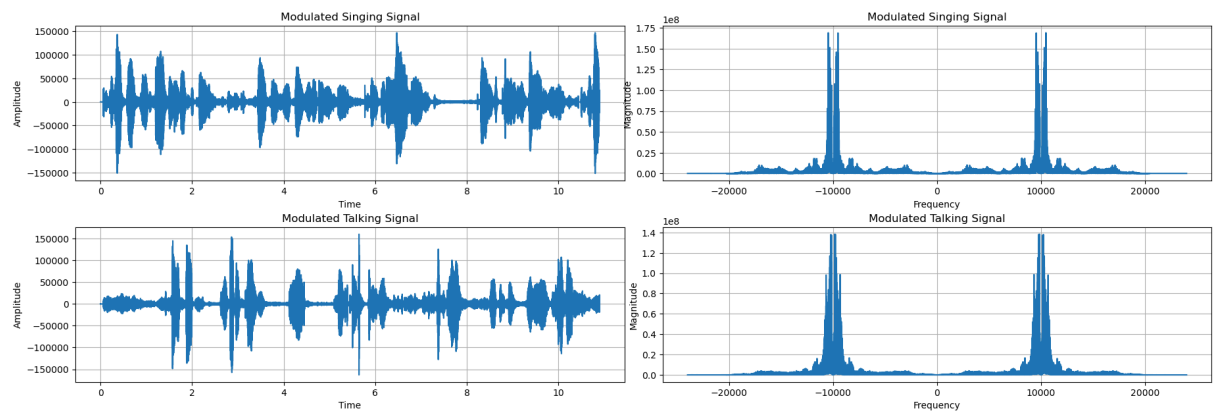 Modulated Singing Signal
150000
100000
50000
0
−50000
−100000
−150000
Amplitude
0 2 4 6 8 10
Time
Modulated Singing Signal
1e8
1.75
1.50
1.25
1.00
0.75
0.50
0.25
0.00
Magnitude
−20000 −10000 0 10000 20000
Frequency
Modulated Talking Signal
150000
100000
50000
0
−50000
−100000
−150000
Amplitude
0 2 4 6 8 10
Time
Modulated Talking Signal
1e8
1.4
1.2
1.0
0.8
0.6
0.4
0.2
0.0
Magnitude
−20000 −10000 0 10000 20000
Frequency